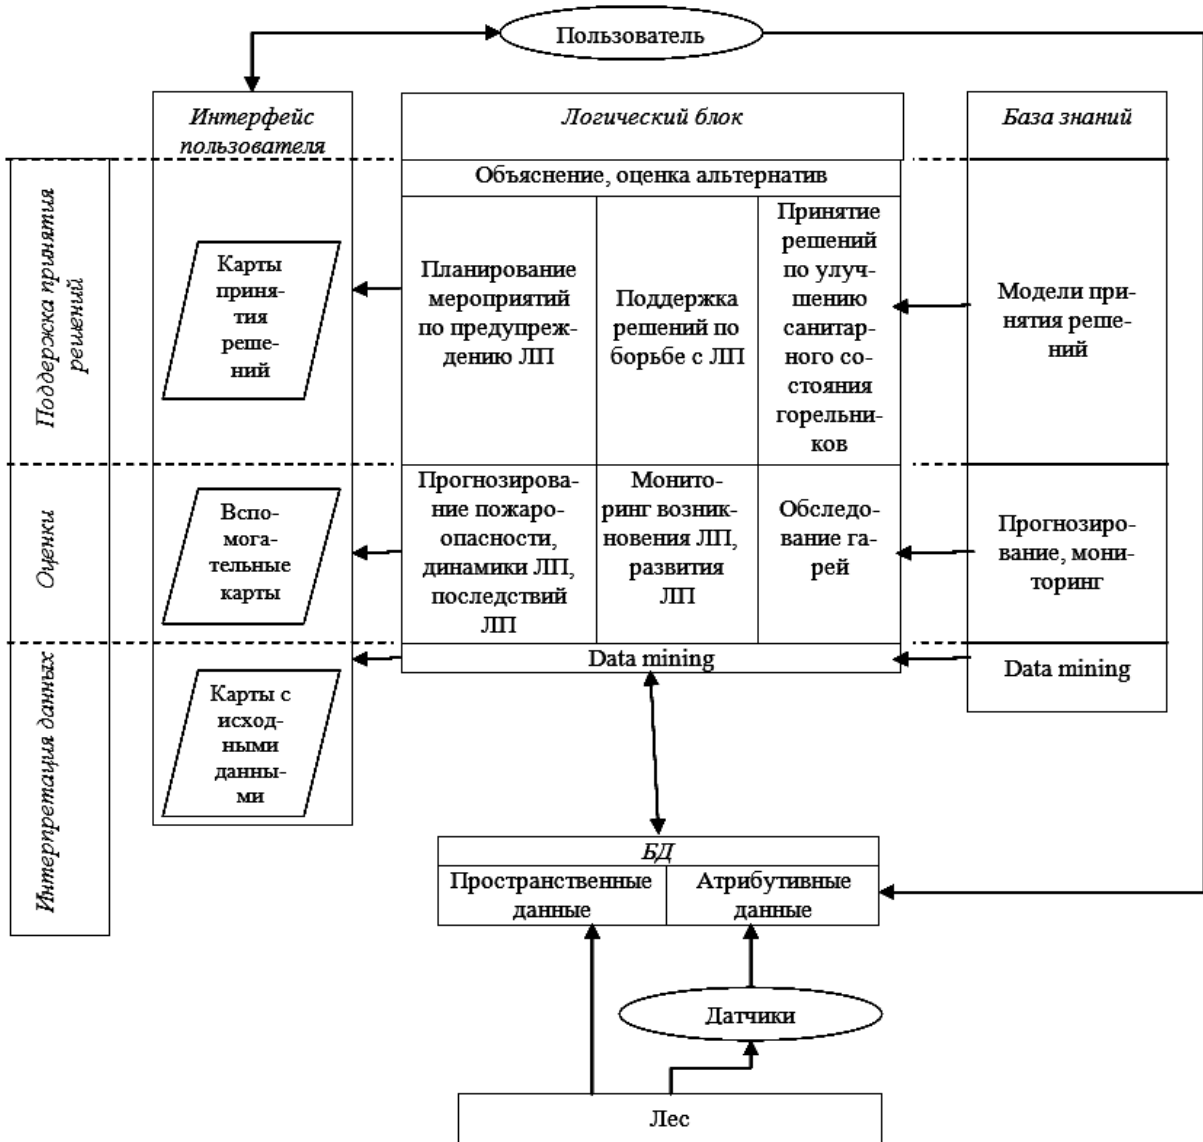 Пользователь
Интерфейс
пользователя
Логический блок
База знаний
Поддержка принятия
решений
Объяснение, оценка альтернатив
Карты
приня-
тия
реше-
ний
Планирование
мероприятий
по предупреж-
дению ЛП
Поддержка
решений по
борьбе с ЛП
Принятие
решений
по улуч-
шению
санитар-
ного со-
стояния
горельни-
ков
Модели при-
нятия реше-
ний
Оценки
Вспо-
мога-
тельные
карты
Прогнозирова-
ние пожаро-
опасности,
динамики ЛП,
последствий
ЛП
Монито-
ринг возник-
новения ЛП,
развития
ЛП
Обследо-
вание га-
рей
Прогнозиро-
вание, мони-
торинг
Интерпретация данных
Карты с
исход-
ными
данны-
ми
Data mining
Data mining
БД
Пространственные
данные
Атрибутивные
данные
Датчики
Лес